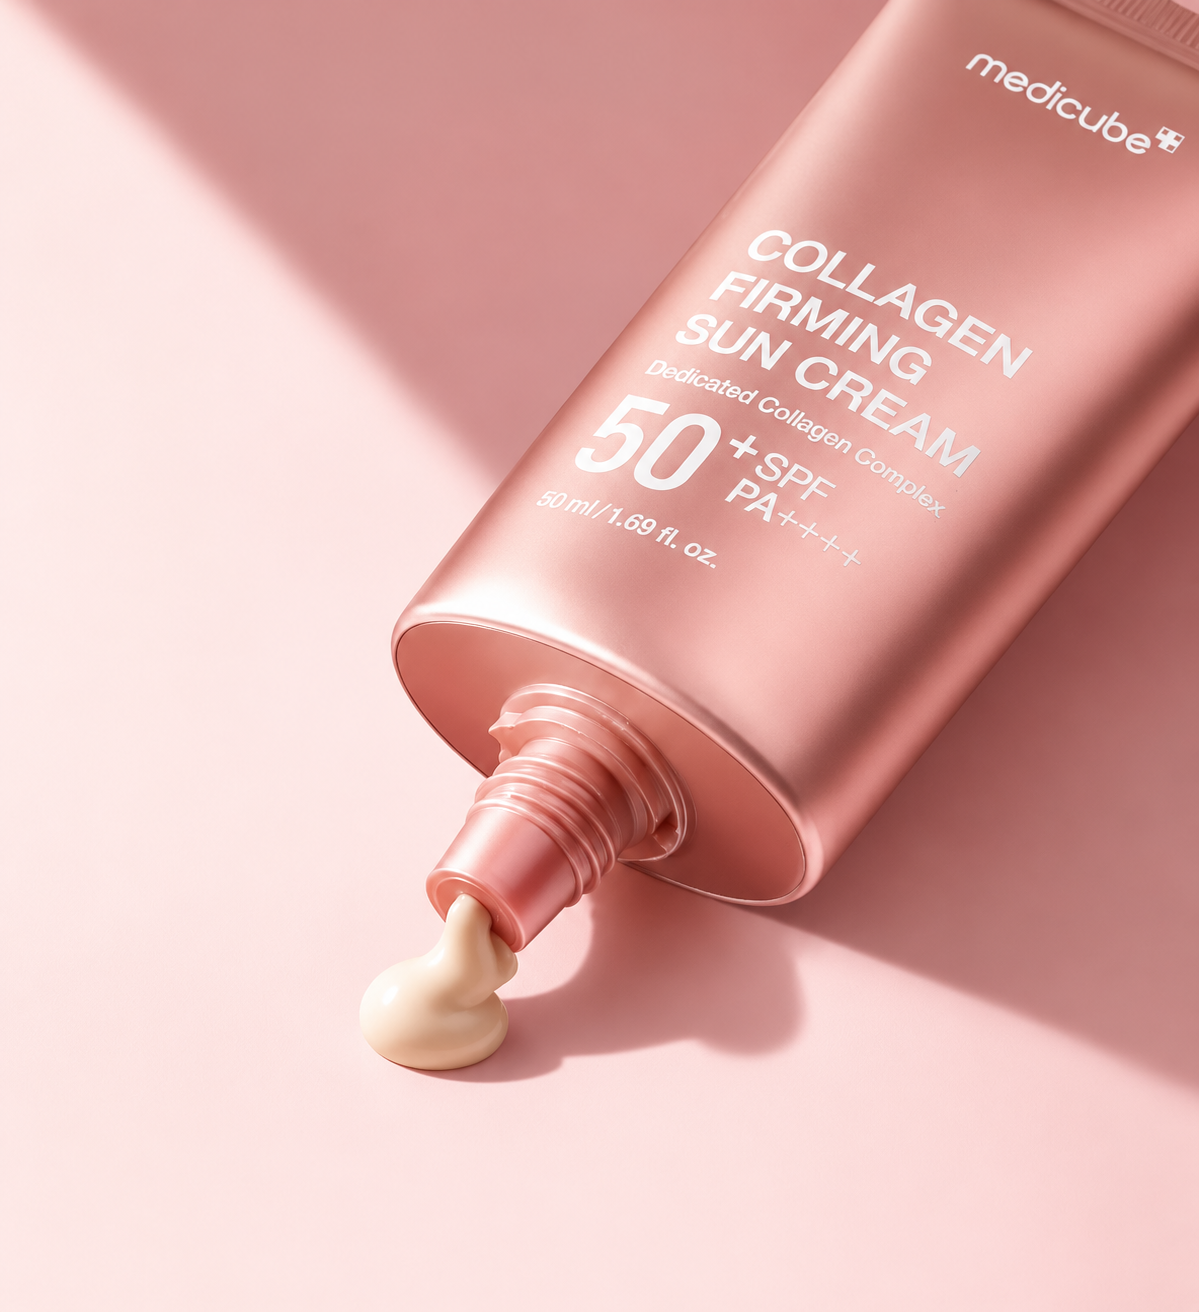 medicube
COLLAGEN
FIRMING
SUN CREAM
Dedicated Collagen Complex
50+ SPF
PA++++
50 ml/1.69 fl. oz.